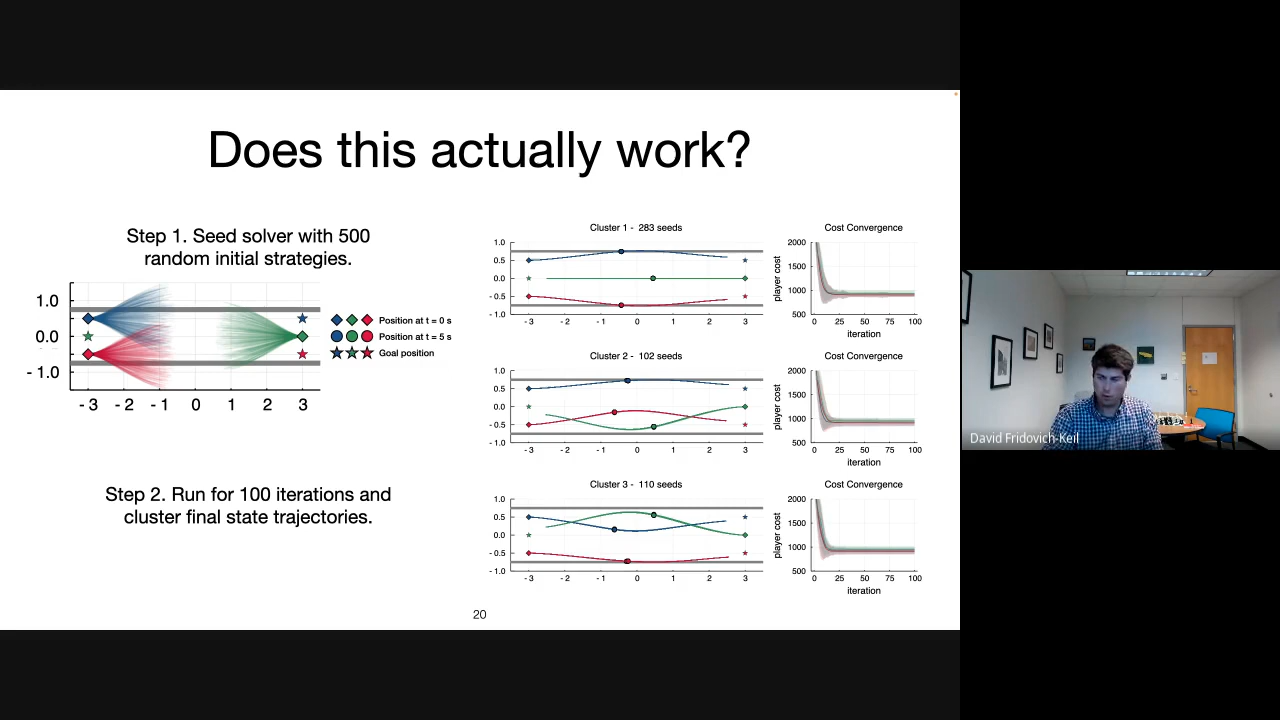 Does this actually work?
Step 1. Seed solver with 500
random initial strategies.
1.0
0.0
- 1.0
- 3 - 2 - 1 0 1 2 3
Position at t = 0 s
Position at t = 5 s
Goal position
Step 2. Run for 100 iterations and
cluster final state trajectories.
Cluster 1 - 283 seeds
1.0
0.5
0.0
- 0.5
- 1.0
- 3 - 2 - 1 0 1 2 3
Cost Convergence
player cost
2000
1500
1000
500
0 25 50 75 100
iteration
Cluster 2 - 102 seeds
1.0
0.5
0.0
- 0.5
- 1.0
- 3 - 2 - 1 0 1 2 3
Cost Convergence
player cost
2000
1500
1000
500
0 25 50 75 100
iteration
Cluster 3 - 110 seeds
1.0
0.5
0.0
- 0.5
- 1.0
- 3 - 2 - 1 0 1 2 3
Cost Convergence
player cost
2000
1500
1000
500
0 25 50 75 100
iteration
20
David Fridovich-Keil